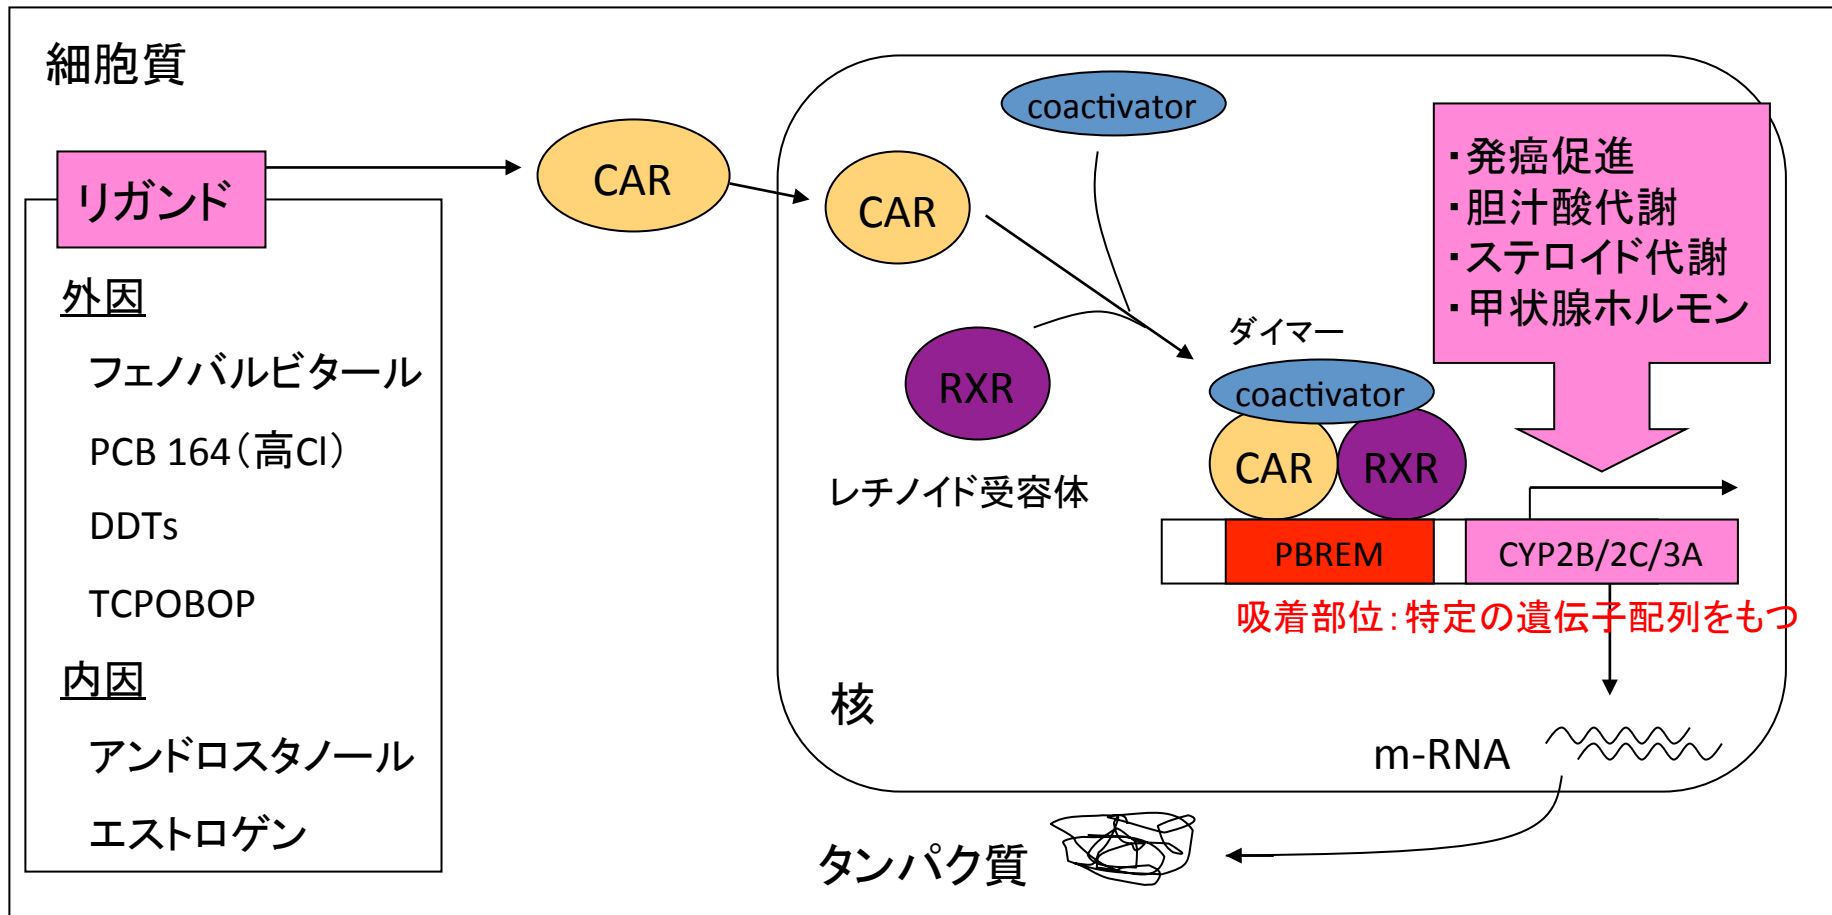 細胞質
リガンド
外因
フェノバルビタール
PCB 164（高Cl）
DDTs
TCPOBOP
内因
アンドロスタノール
エストロゲン
CAR
CAR
coactivator
RXR
レチノイド受容体
ダイマー
coactivator
CAR
RXR
・発癌促進
・胆汁酸代謝
・ステロイド代謝
・甲状腺ホルモン
PBREM
CYP2B/2C/3A
吸着部位：特定の遺伝子配列をもつ
核
m-RNA
タンパク質